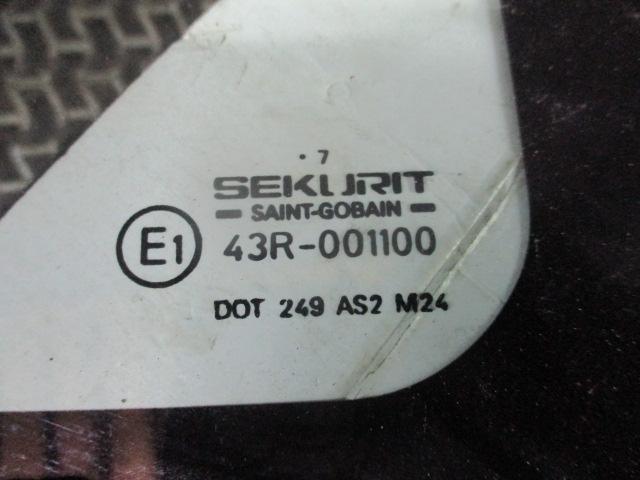 . 7
SEKURIT
SAINT-GOBAIN
E1 43R-001100
DOT 249 AS2 M24